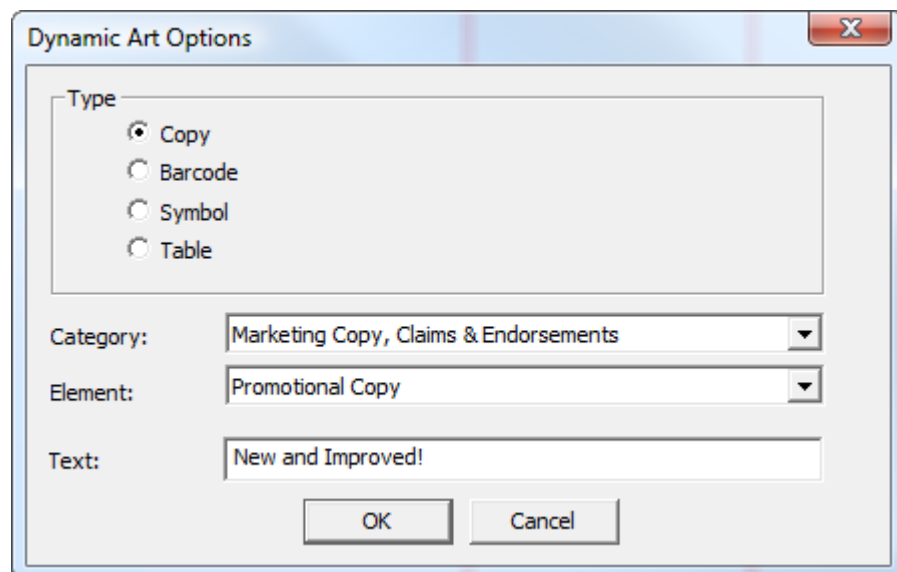 Dynamic Art Options
Type
Copy
Barcode
Symbol
Table
Category: Marketing Copy, Claims & Endorsements
Element: Promotional Copy
Text: New and Improved!
OK Cancel